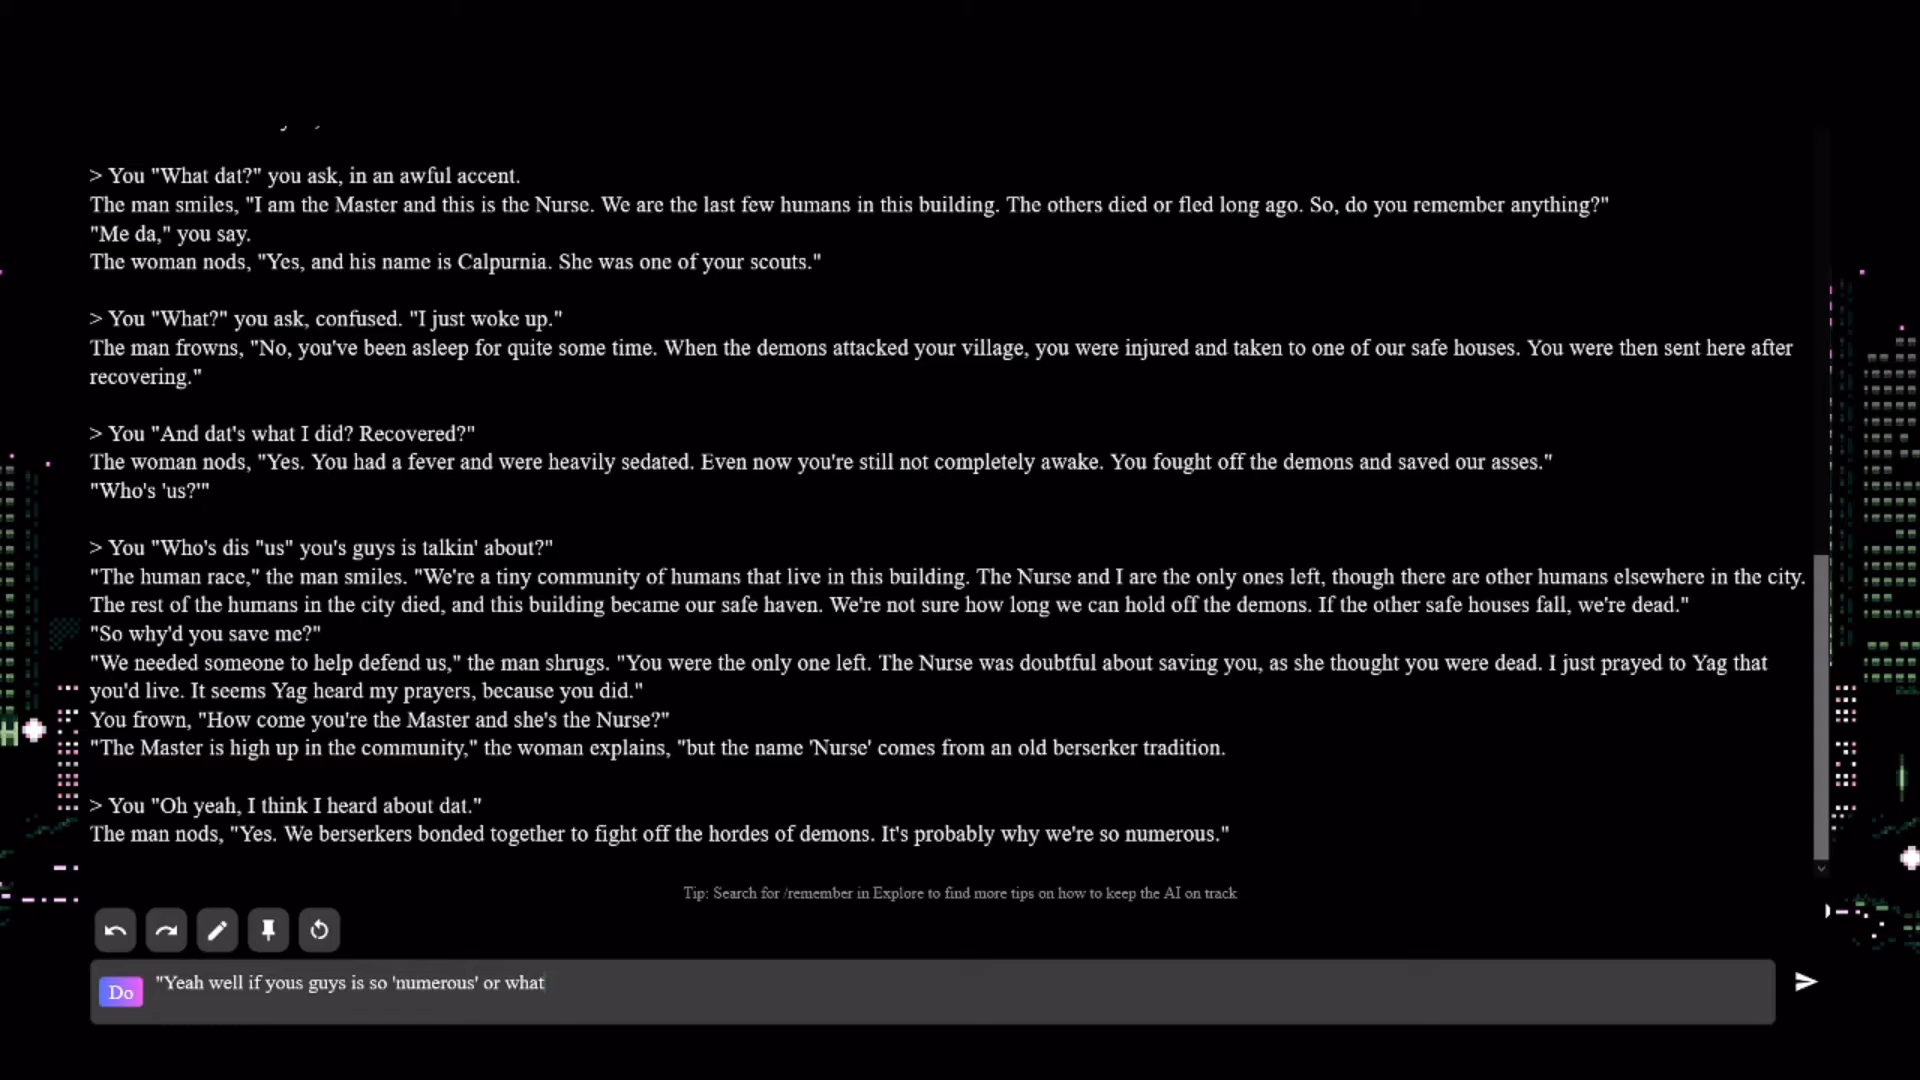 > You "What dat?" you ask, in an awful accent.
The man smiles, "I am the Master and this is the Nurse. We are the last few humans in this building. The others died or fled long ago. So, do you remember anything?"
"Me da," you say.
The woman nods, "Yes, and his name is Calpurnia. She was one of your scouts."
> You "What?" you ask, confused. "I just woke up."
The man frowns, "No, you've been asleep for quite some time. When the demons attacked your village, you were injured and taken to one of our safe houses. You were then sent here after
recovering."
> You "And dat's what I did? Recovered?"
The woman nods, "Yes. You had a fever and were heavily sedated. Even now you're still not completely awake. You fought off the demons and saved our asses."
"Who's 'us?'"
> You "Who's dis "us" you's guys is talkin' about?"
"The human race," the man smiles. "We're a tiny community of humans that live in this building. The Nurse and I are the only ones left, though there are other humans elsewhere in the city.
The rest of the humans in the city died, and this building became our safe haven. We're not sure how long we can hold off the demons. If the other safe houses fall, we're dead."
"So why'd you save me?"
"We needed someone to help defend us," the man shrugs. "You were the only one left. The Nurse was doubtful about saving you, as she thought you were dead. I just prayed to Yag that
you'd live. It seems Yag heard my prayers, because you did."
You frown, "How come you're the Master and she's the Nurse?"
"The Master is high up in the community," the woman explains, "but the name 'Nurse' comes from an old berserker tradition.
> You "Oh yeah, I think I heard about dat."
The man nods, "Yes. We berserkers bonded together to fight off the hordes of demons. It's probably why we're so numerous."
Tip: Search for /remember in Explore to find more tips on how to keep the AI on track
Do "Yeah well if yous guys is so 'numerous' or what